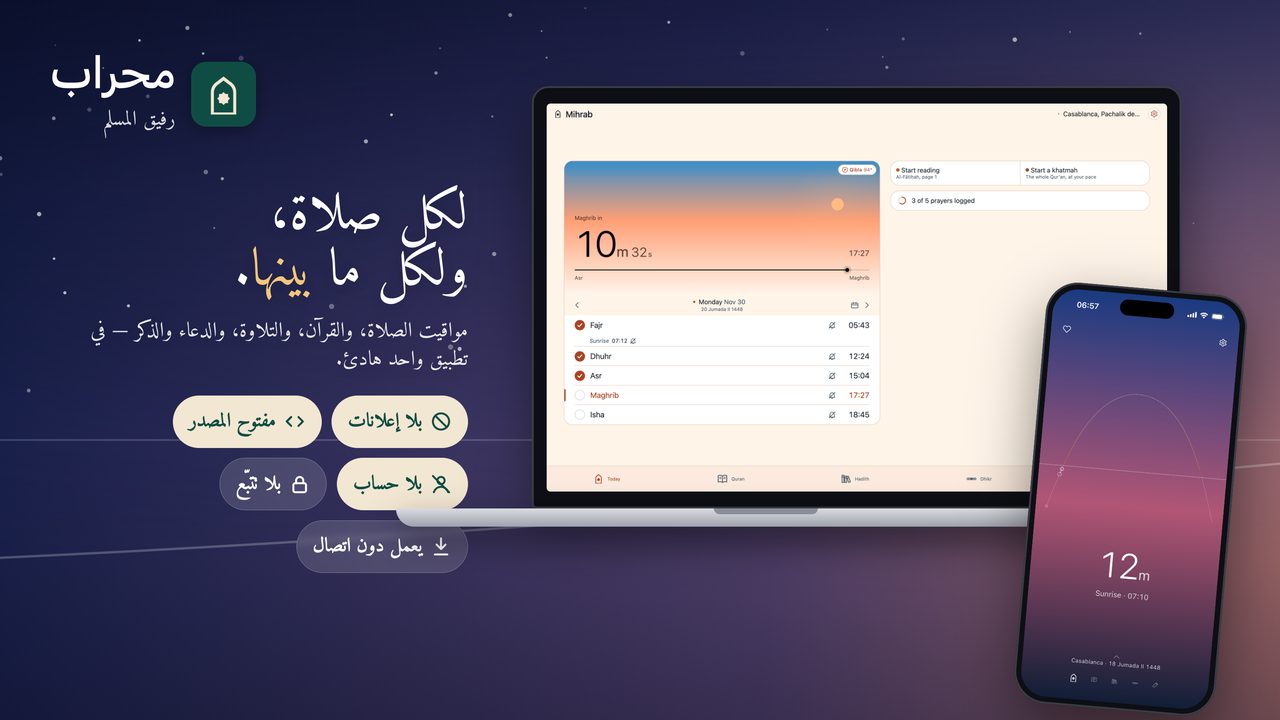 محراب
رفيق المسلم
لكل صلاة،
ولكل ما بينها.
مواقيت الصلاة، والقرآن، والتلاوة، والدعاء والذكر — في
تطبيق واحد هادئ.
بلا إعلانات
مفتوح المصدر
بلا حساب
بلا تتبّع
يعمل دون اتصال
Mihrab
Casablanca, Pachalik de...
Qibla 94°
Maghrib in
10m 32s
17:27
Asr
Maghrib
Monday Nov 30
20 Jumada II 1448
Fajr 05:43
Sunrise 07:12
Dhuhr 12:24
Asr 15:04
Maghrib 17:27
Isha 18:45
Start reading
Al-Fātihah, page 1
Start a khatmah
The whole Qur'an, at your pace
3 of 5 prayers logged
Today
Quran
Hadith
Dhikr
06:57
12m
Sunrise · 07:10
Casablanca · 18 Jumada II 1448